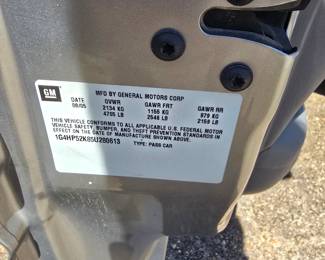 GM
MFD BY GENERAL MOTORS CORP
DATE GVWR GAWR FRT GAWR RR
08/05 2134 KG 1156 KG 979 KG
4705 LB 2548 LB 2158 LB
THIS VEHICLE CONFORMS TO ALL APPLICABLE U.S. FEDERAL MOTOR
VEHICLE SAFETY, BUMPER, AND THEFT PREVENTION STANDARDS IN
EFFECT ON THE DATE OF MANUFACTURE SHOWN ABOVE.
1G4HP52K85U280613 TYPE: PASS CAR